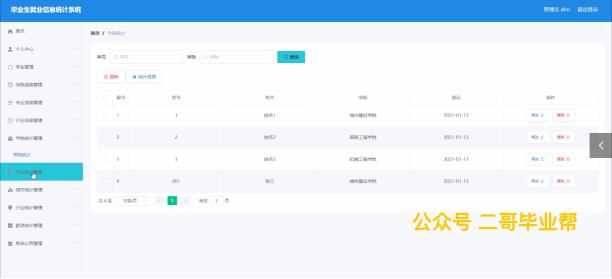 毕业生就业信息统计系统
管理员 abo 退出登录
首页
首页 / 学院统计
个人中心
学号 学号 学院 学院 查询
学生管理
删除 统计报表
学院信息管理
索引 学号 姓名 学院 登记 操作
专业信息管理
1 1 姓名1 城市建设学院 2021-01-13 修改 删除
行业信息管理
2 2 姓名2 信息工程学院 2021-01-13 修改 删除
学院统计管理
学院统计
3 3 姓名3 机械工程学院 2021-01-13 修改 删除
专业统计管理
4 001 张三 城市建设学院 2021-01-13 修改 删除
城市统计管理
共 4 条 10条/页 1 前往 1 页
行业统计管理
薪资统计管理
系统公告管理
公众号 二哥毕业帮